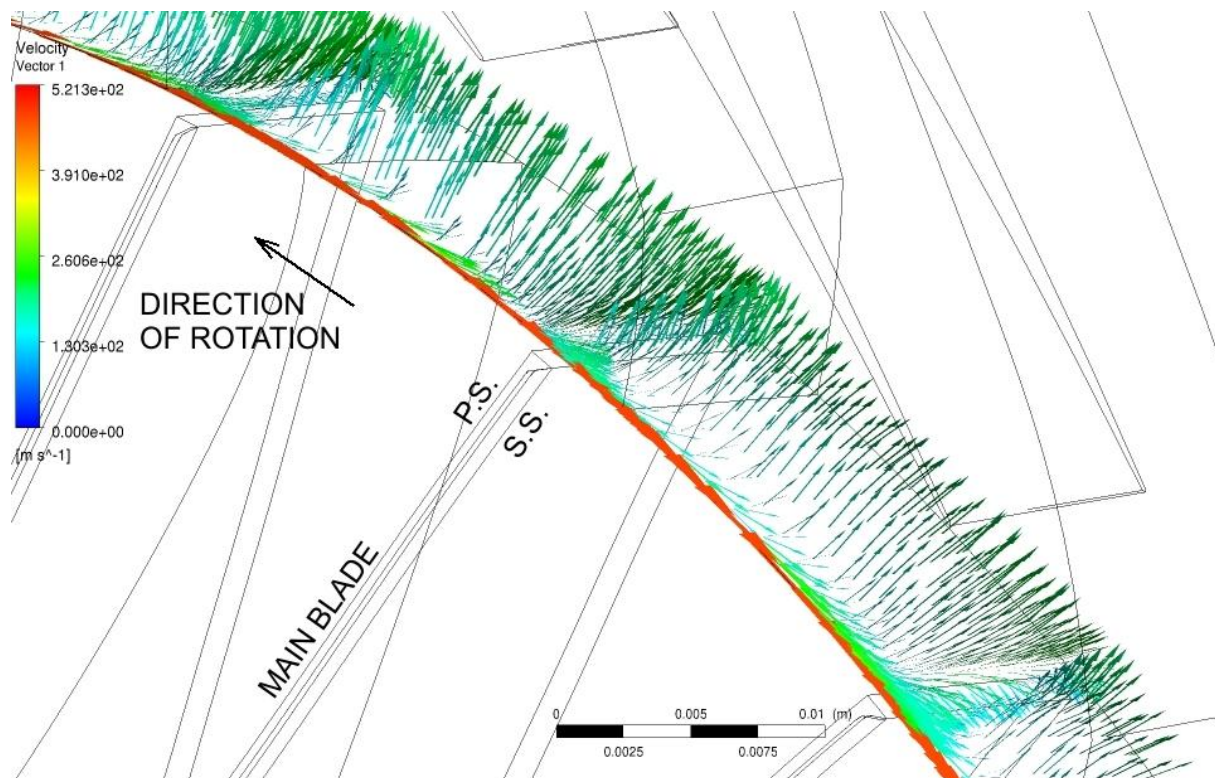 Velocity
Vector 1
5.213e+02
3.910e+02
2.606e+02
1.303e+02
0.000e+00
[m s^-1]
DIRECTION
OF ROTATION
P.S.
S.S.
MAIN BLADE
0 0.005 0.01 (m)
0.0025 0.0075